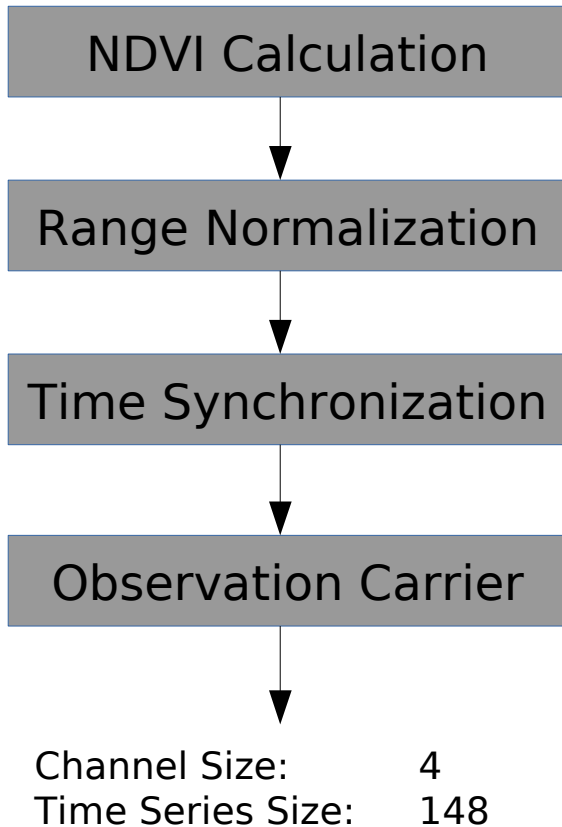 NDVI Calculation
Range Normalization
Time Synchronization
Observation Carrier
Channel Size: 4
Time Series Size: 148